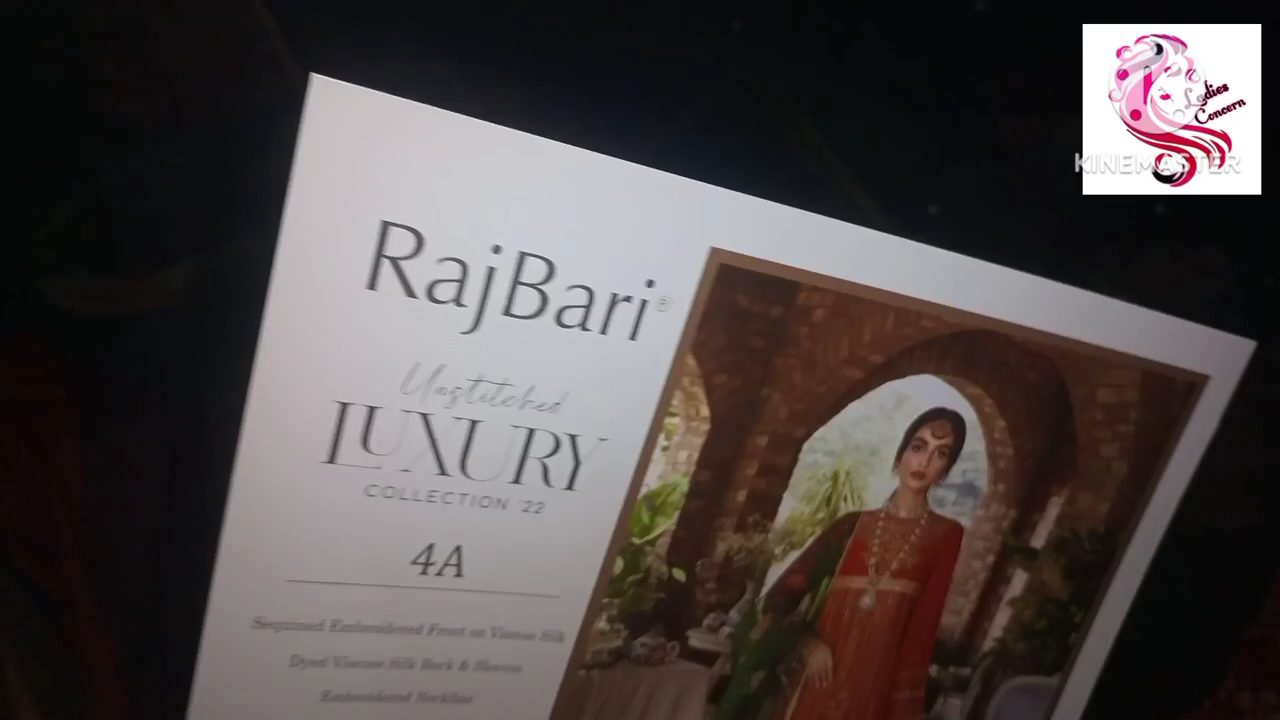 RajBari®
Unstitched
LUXURY
COLLECTION '22
4A
Sequined Embroidered Front on Viscose Silk
Dyed Viscose Silk Back & Sleeves
Embroidered Neckline
Ladies
Concern
KINEMASTER